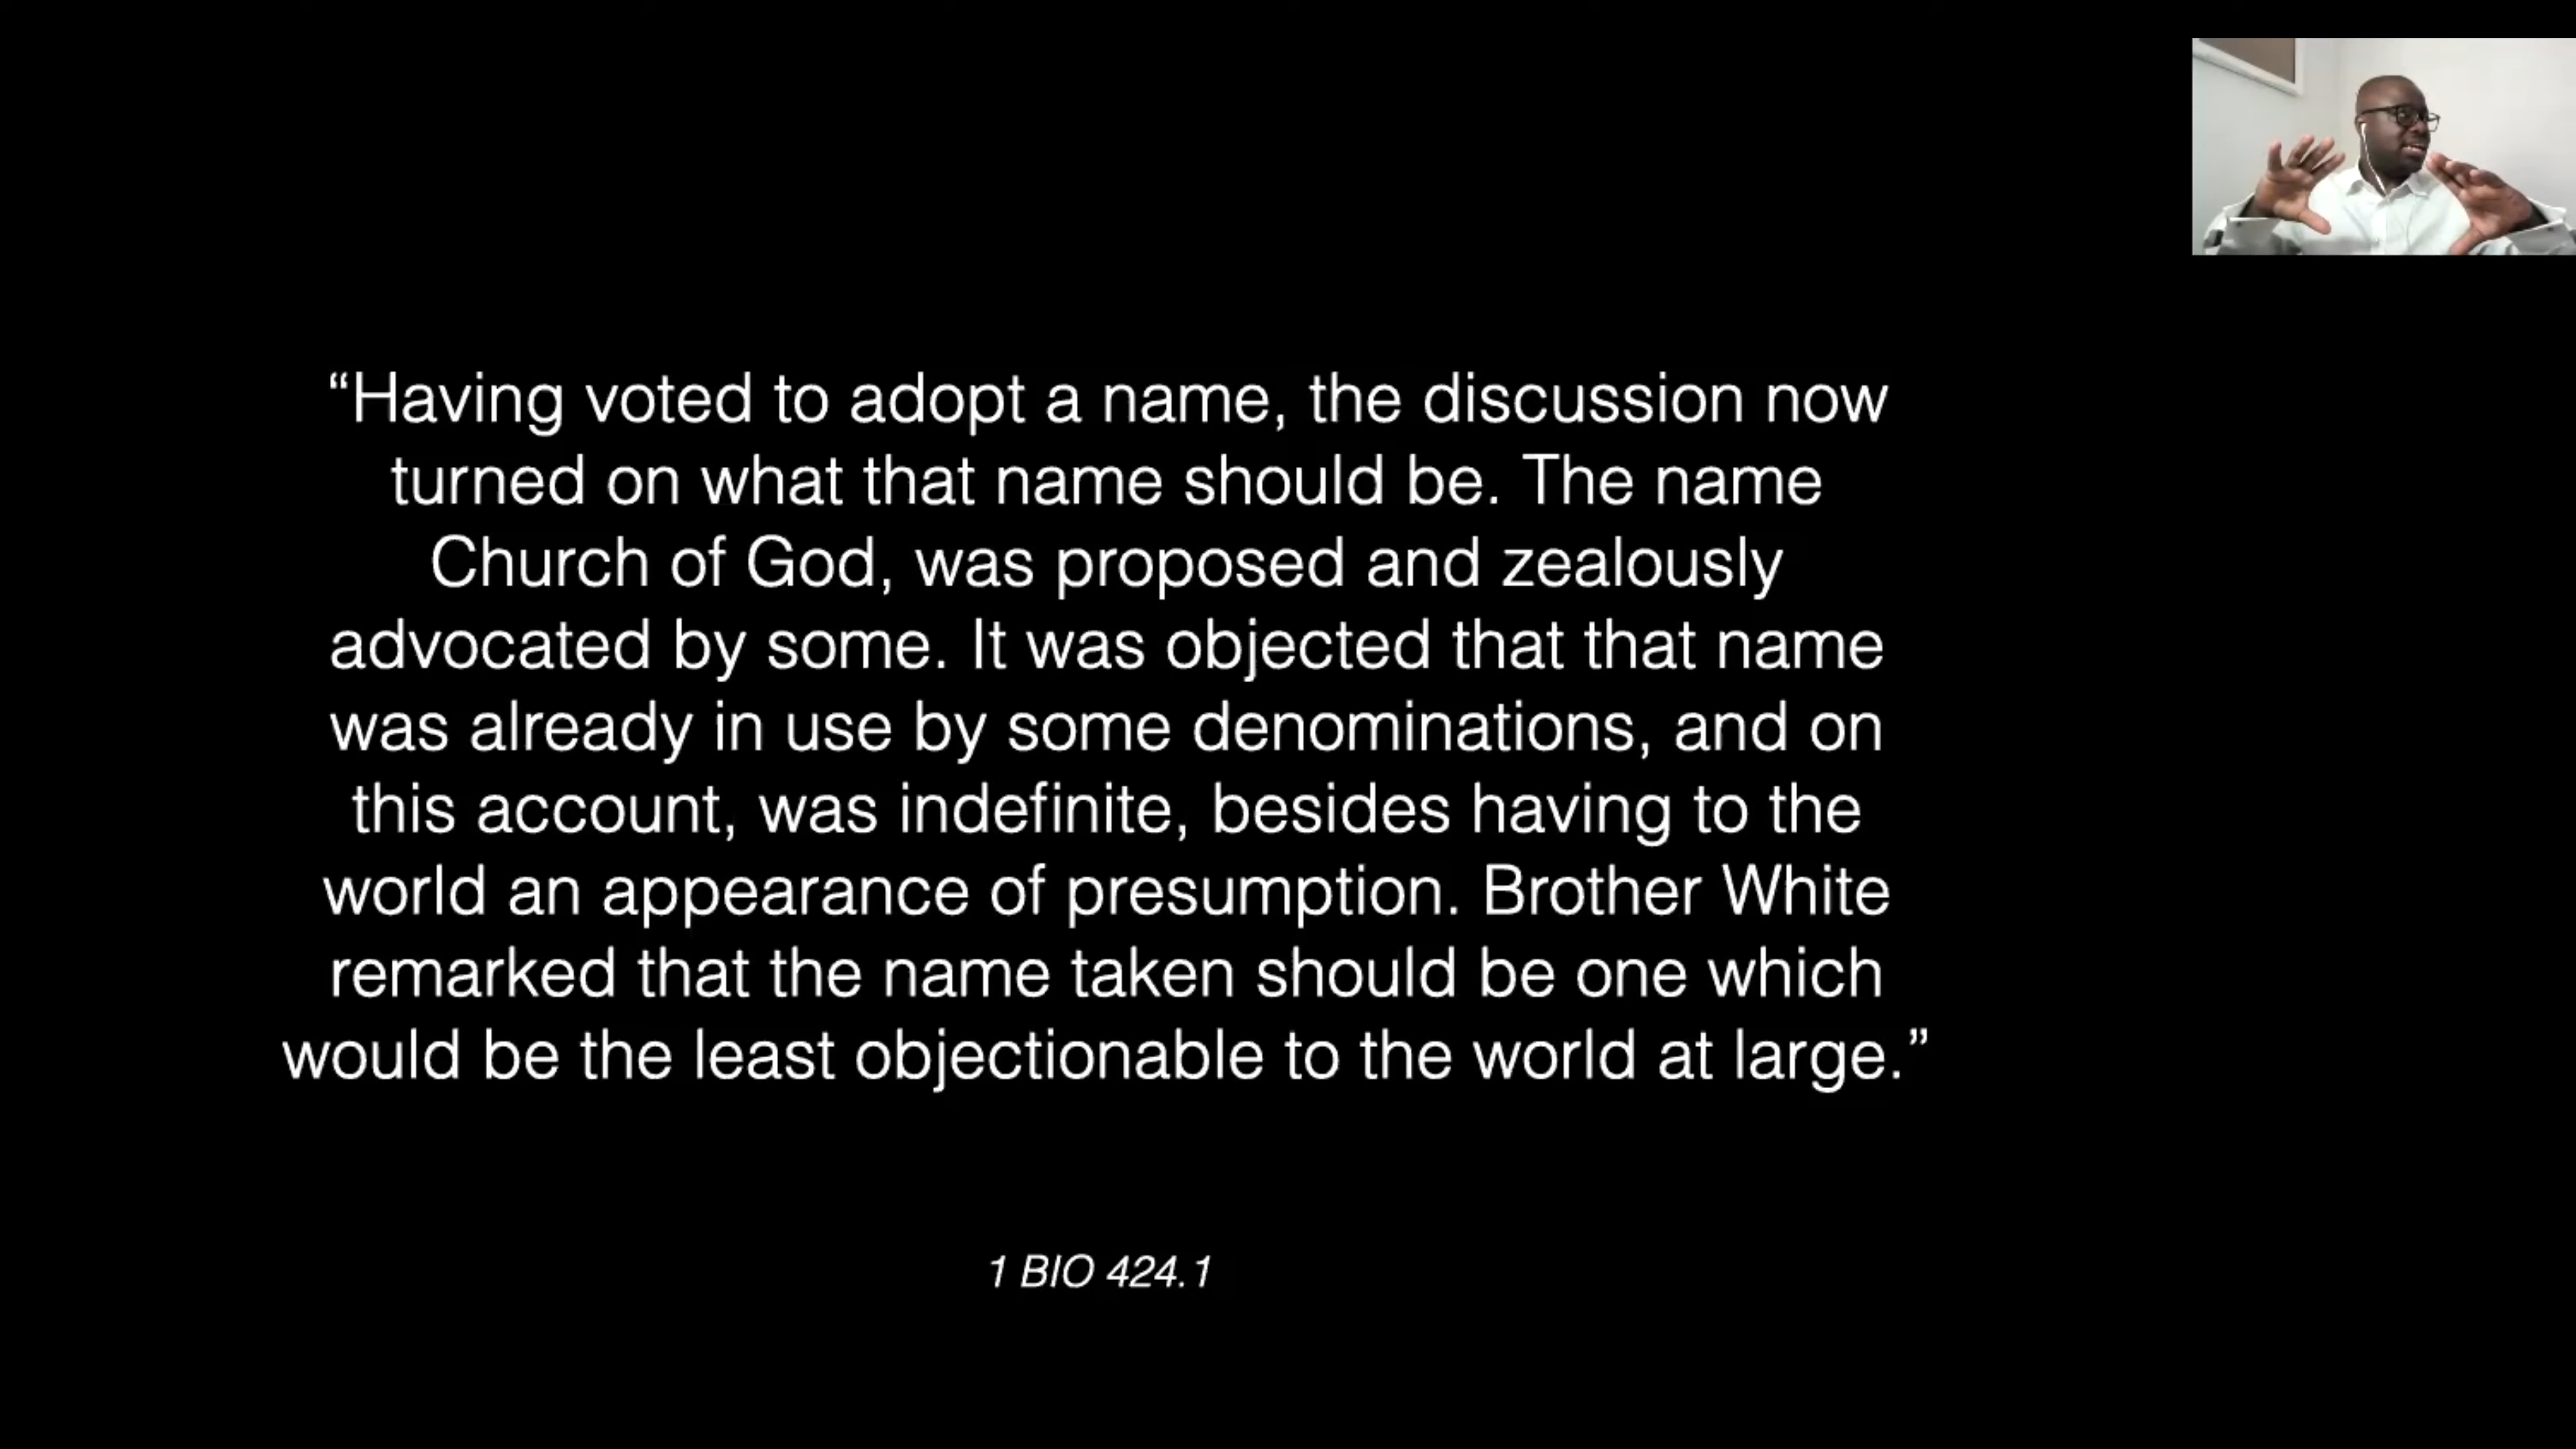 “Having voted to adopt a name, the discussion now
turned on what that name should be. The name
Church of God, was proposed and zealously
advocated by some. It was objected that that name
was already in use by some denominations, and on
this account, was indefinite, besides having to the
world an appearance of presumption. Brother White
remarked that the name taken should be one which
would be the least objectionable to the world at large.”
1 BIO 424.1